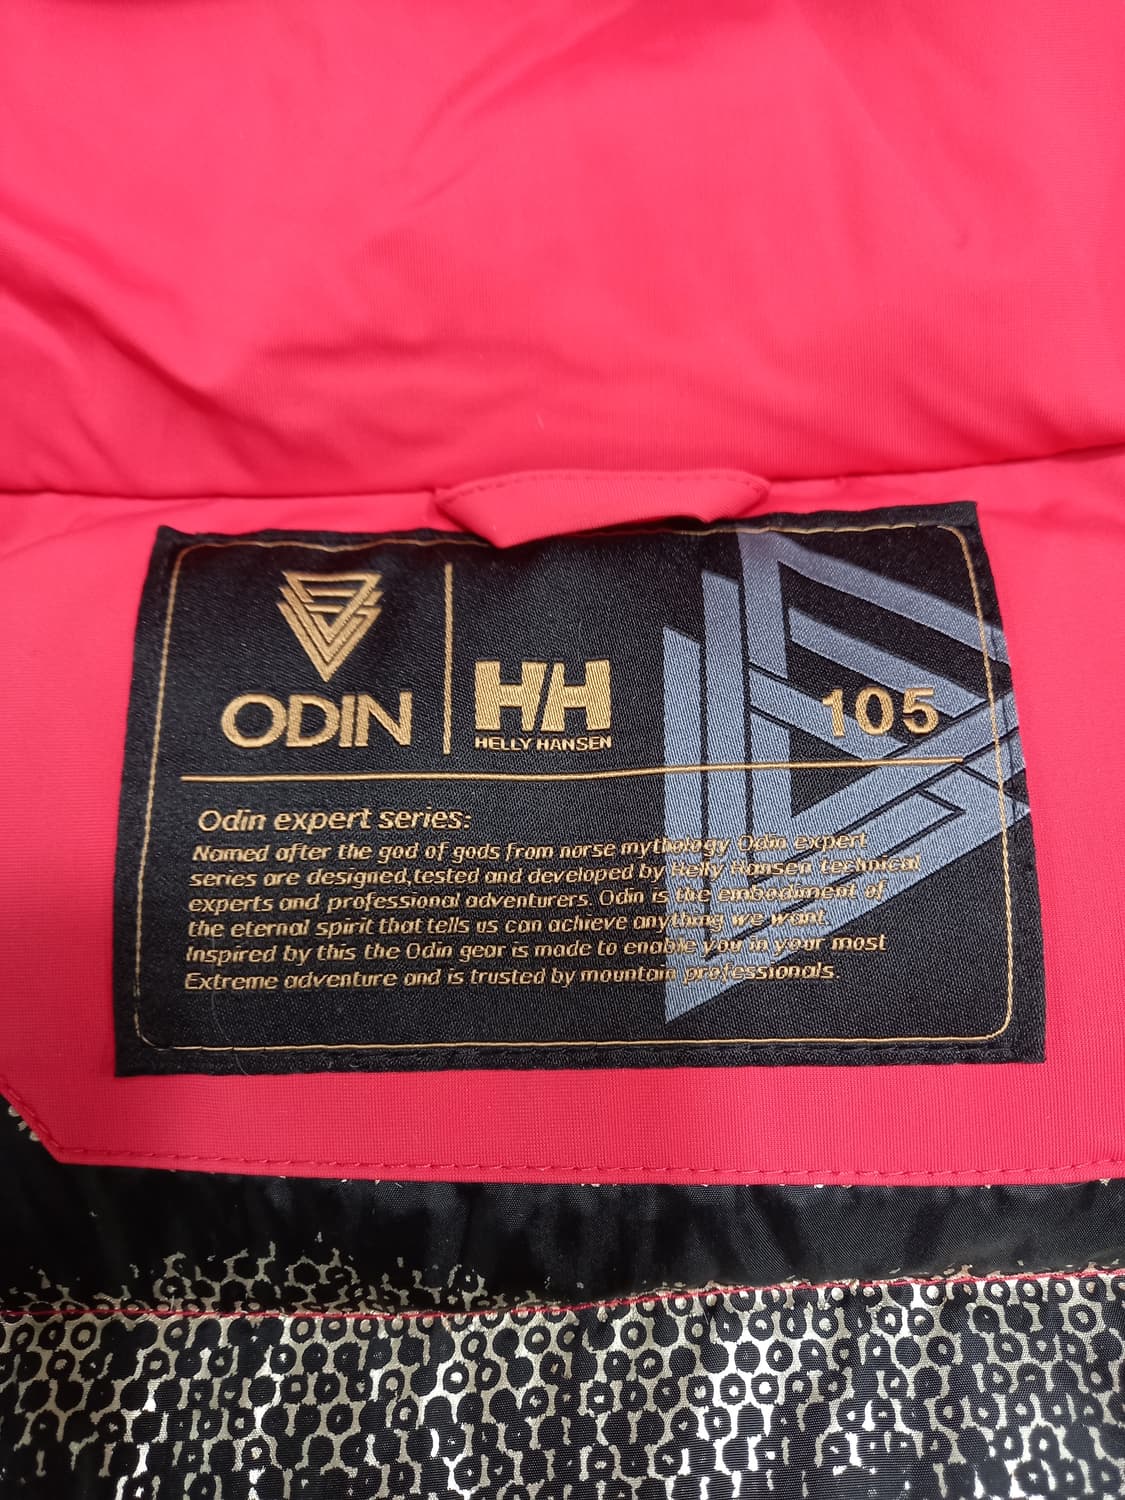 ODIN
HH
HELLY HANSEN
105
Odin expert series:
Named after the god of gods from norse mythology Odin expert
series are designed,tested and developed by Helly Hansen technical
experts and professional adventurers. Odin is the embodiment of
the eternal spirit that tells us can achieve anything we want
Inspired by this the Odin gear is made to enable you in your most
Extreme adventure and is trusted by mountain professionals.